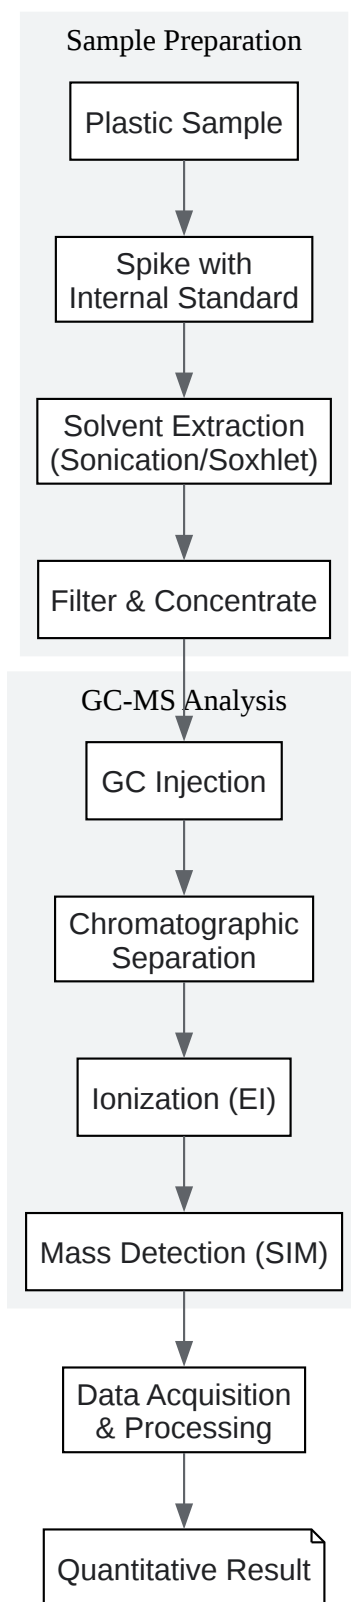 Sample Preparation
Plastic Sample
Spike with
Internal Standard
Solvent Extraction
(Sonication/Soxhlet)
Filter & Concentrate
GC-MS Analysis
GC Injection
Chromatographic
Separation
Ionization (EI)
Mass Detection (SIM)
Data Acquisition
& Processing
Quantitative Result